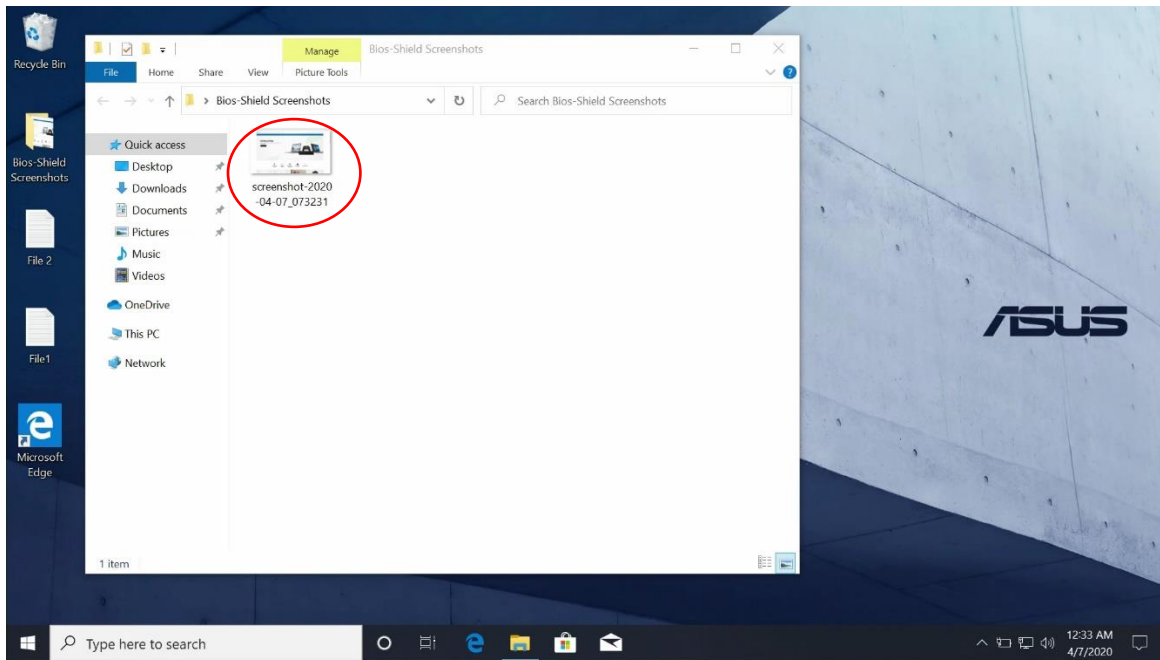 Recycle Bin
Bios-Shield
Screenshots
File 2
File1
Microsoft
Edge
Manage
Bios-Shield Screenshots
File
Home
Share
View
Picture Tools
Bios-Shield Screenshots
Search Bios-Shield Screenshots
Quick access
Desktop
Downloads
Documents
Pictures
Music
Videos
OneDrive
This PC
Network
screenshot-2020
-04-07_073231
1 item
ASUS
Type here to search
12:33 AM
4/7/2020